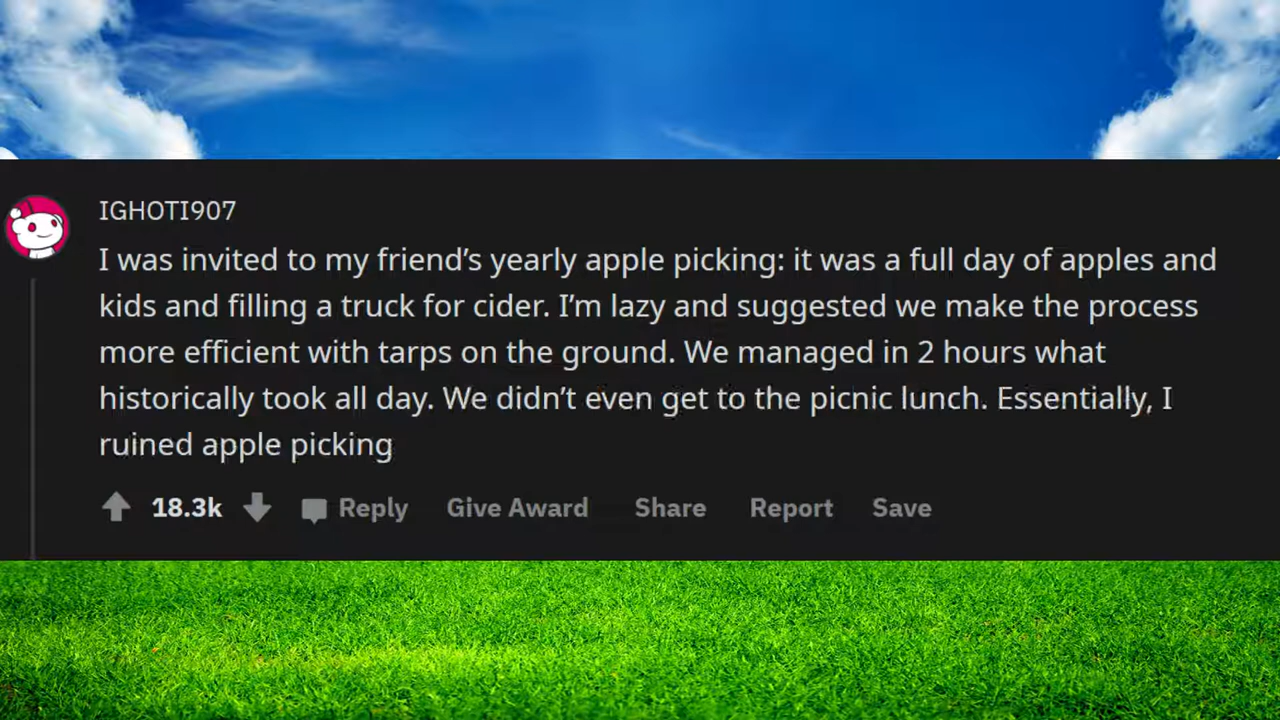 IGHOTI907
I was invited to my friend’s yearly apple picking: it was a full day of apples and
kids and filling a truck for cider. I’m lazy and suggested we make the process
more efficient with tarps on the ground. We managed in 2 hours what
historically took all day. We didn’t even get to the picnic lunch. Essentially, I
ruined apple picking
18.3k Reply Give Award Share Report Save